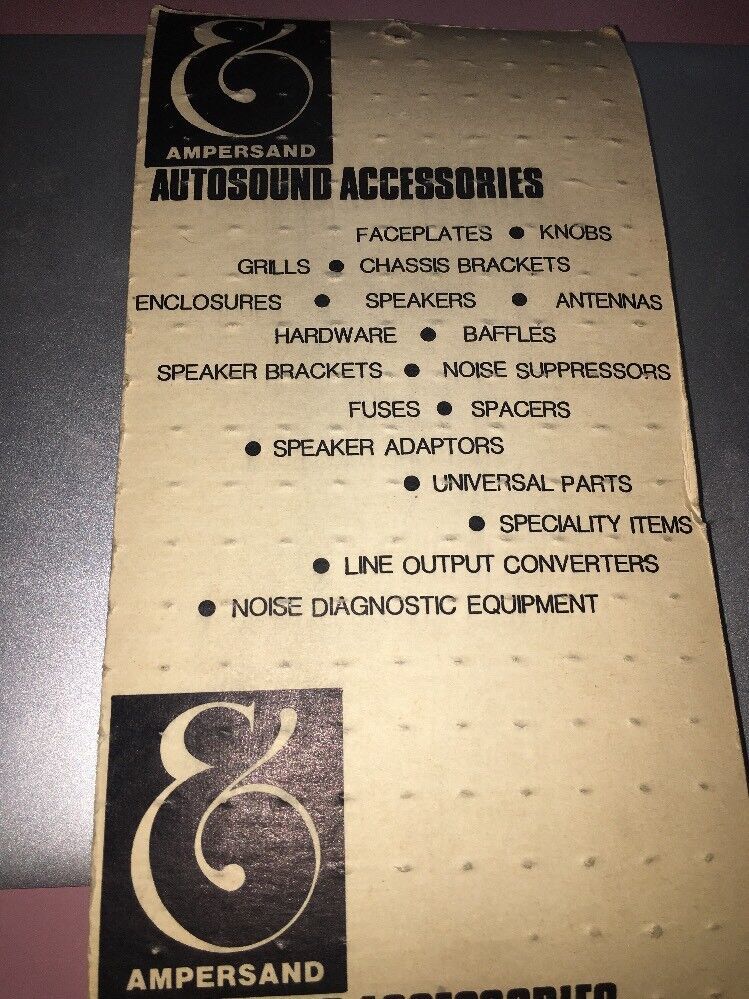 &
AMPERSAND
AUTOSOUND ACCESSORIES
FACEPLATES ● KNOBS
GRILLS ● CHASSIS BRACKETS
ENCLOSURES ● SPEAKERS ● ANTENNAS
HARDWARE ● BAFFLES
SPEAKER BRACKETS ● NOISE SUPPRESSORS
FUSES ● SPACERS
● SPEAKER ADAPTORS
● UNIVERSAL PARTS
● SPECIALITY ITEMS
● LINE OUTPUT CONVERTERS
● NOISE DIAGNOSTIC EQUIPMENT
&
AMPERSAND
ACCESSORIES